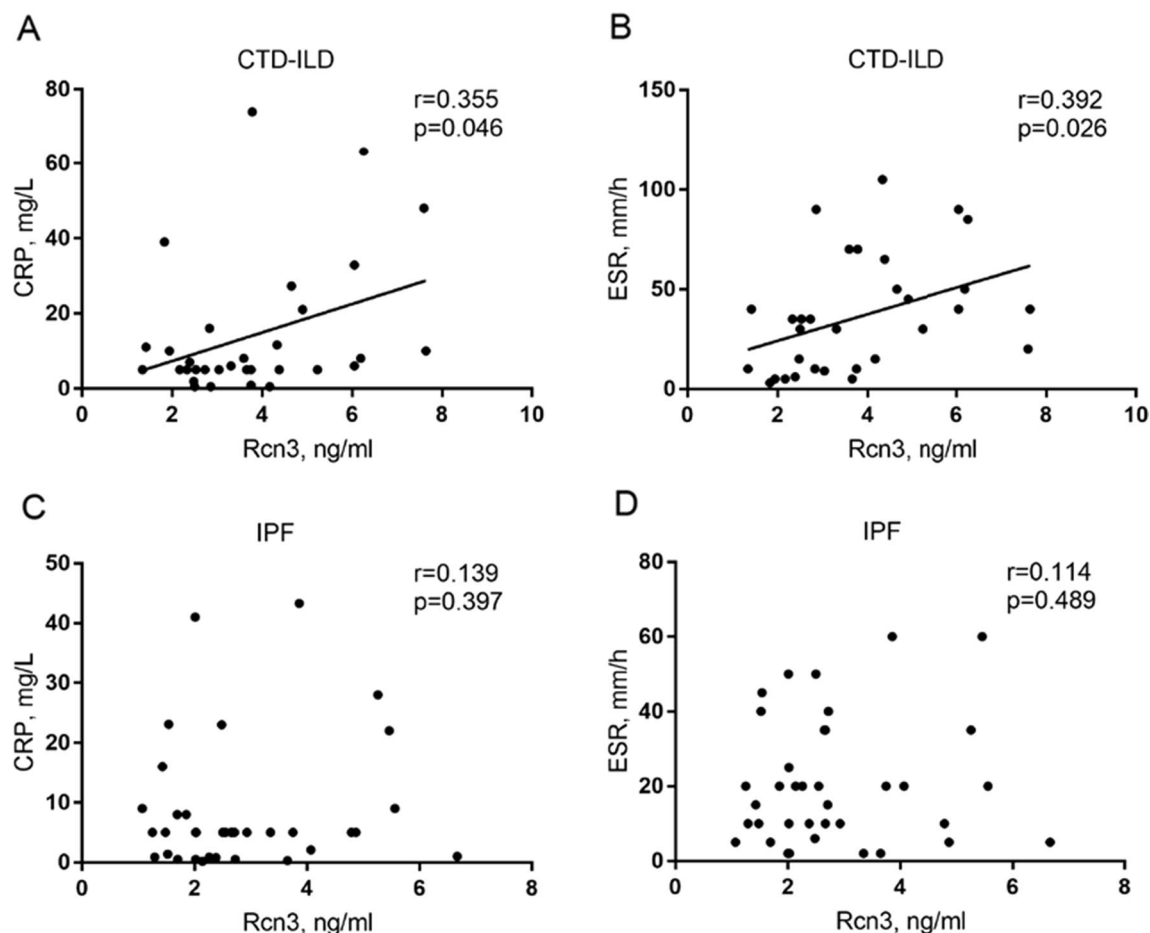 A
CTD-ILD
r=0.355
p=0.046
80
60
40
20
0
CRP, mg/L
0 2 4 6 8 10
Rcn3, ng/ml
B
CTD-ILD
r=0.392
p=0.026
150
100
50
0
ESR, mm/h
0 2 4 6 8 10
Rcn3, ng/ml
C
IPF
r=0.139
p=0.397
50
40
30
20
10
0
CRP, mg/L
0 2 4 6 8
Rcn3, ng/ml
D
IPF
r=0.114
p=0.489
80
60
40
20
0
ESR, mm/h
0 2 4 6 8
Rcn3, ng/ml